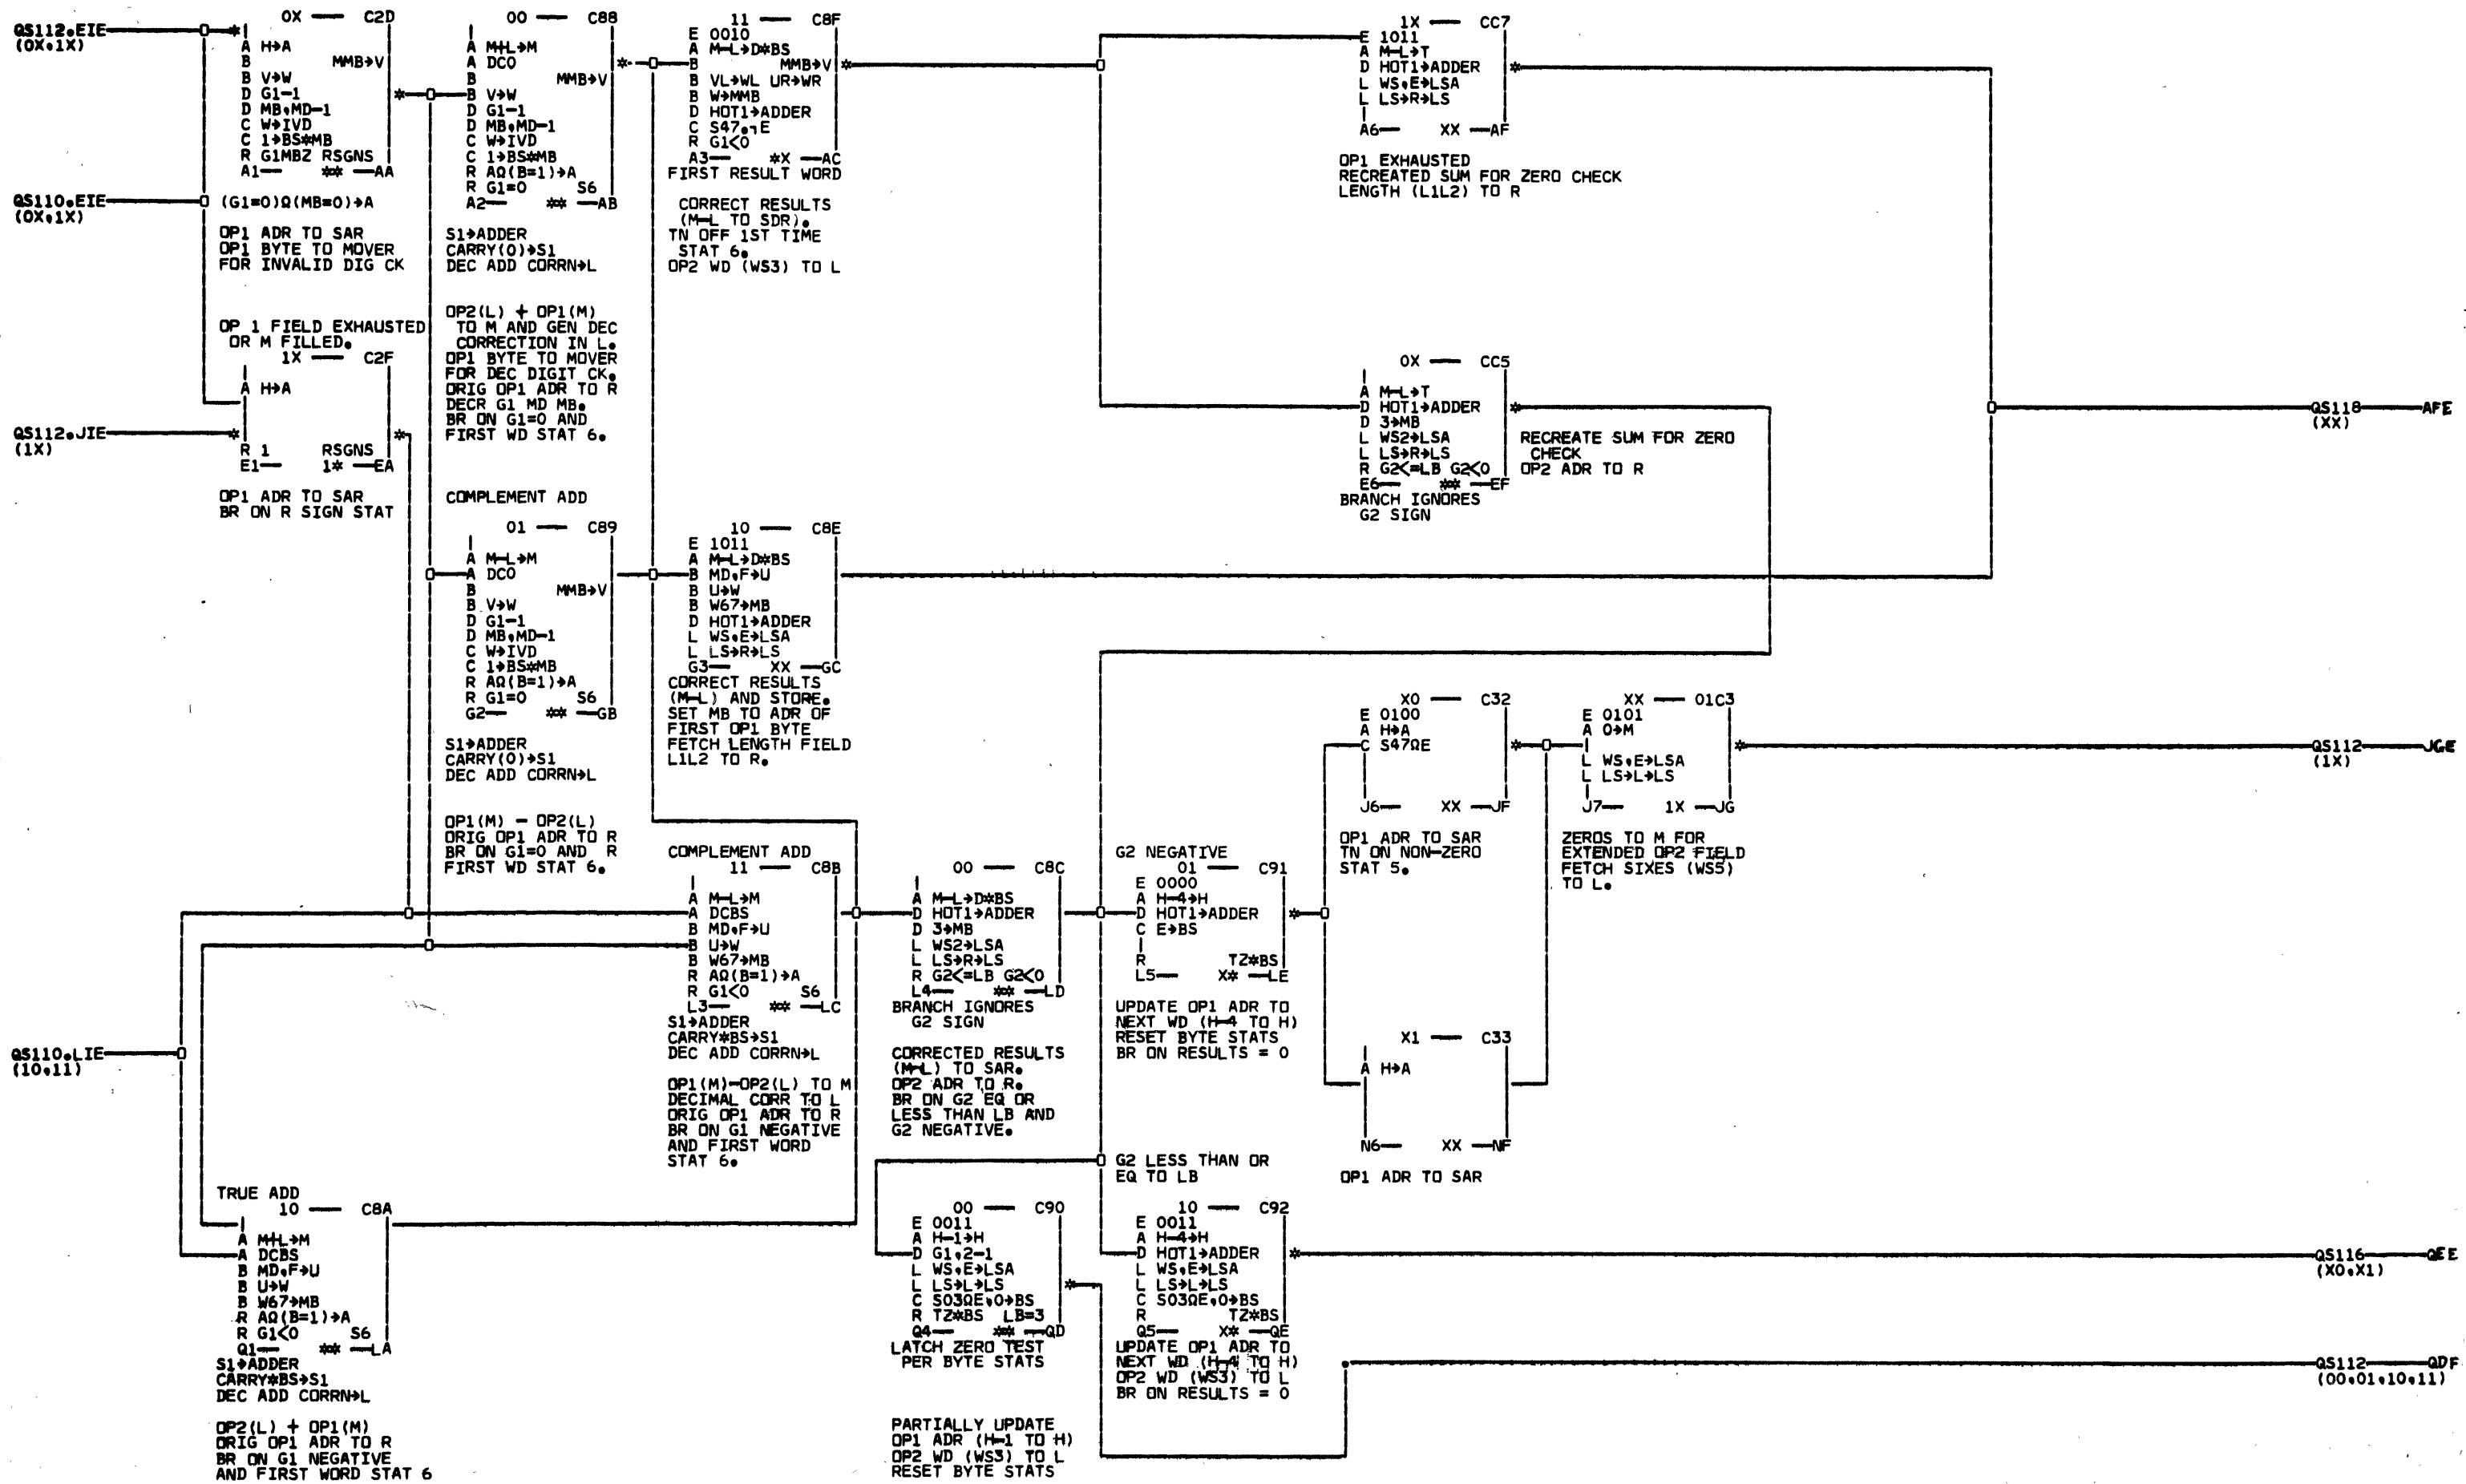 QS112.EIE
(0X,1X)
QS110.EIE
(0X,1X)
QS112.JIE
(1X)
QS110.LIE
(10,11)
0X — C2D
A H→A
B MMB→V
B V→W
D G1-1
D MB,MD-1
C W→IVD
C 1→BS*MB
R G1MBZ RSGNS
A1— ** —AA
(G1=0)Ω(MB=0)→A
OP1 ADR TO SAR
OP1 BYTE TO MOVER
FOR INVALID DIG CK
OP 1 FIELD EXHAUSTED
OR M FILLED.
1X — C2F
A H→A
R 1 RSGNS
E1— 1* —EA
OP1 ADR TO SAR
BR ON R SIGN STAT
TRUE ADD
10 — C8A
A M+L→M
A DCBS
B MD,F→U
B U→W
B W67→MB
R AΩ(B=1)→A
R G1<0 S6
Q1— ** —LA
S1→ADDER
CARRY*BS→S1
DEC ADD CORRN→L
OP2(L) + OP1(M)
ORIG OP1 ADR TO R
BR ON G1 NEGATIVE
AND FIRST WORD STAT 6
00 — C88
A M+L→M
A DC0
B MMB→V
B V→W
D G1-1
D MB,MD-1
C W→IVD
C 1→BS*MB
R AΩ(B=1)→A
R G1=0 S6
A2— ** —AB
S1→ADDER
CARRY(0)→S1
DEC ADD CORRN→L
OP2(L) + OP1(M)
TO M AND GEN DEC
CORRECTION IN L.
OP1 BYTE TO MOVER
FOR DEC DIGIT CK.
ORIG OP1 ADR TO R
DECR G1 MD MB.
BR ON G1=0 AND
FIRST WD STAT 6.
COMPLEMENT ADD
01 — C89
A M-L→M
A DC0
B MMB→V
B V→W
D G1-1
D MB,MD-1
C W→IVD
C 1→BS*MB
R AΩ(B=1)→A
R G1=0 S6
G2— ** —GB
S1→ADDER
CARRY(0)→S1
DEC ADD CORRN→L
OP1(M) - OP2(L)
ORIG OP1 ADR TO R
BR ON G1=0 AND R
FIRST WD STAT 6.
11 — C8F
E 0010
A M-L→D*BS
B MMB→V
B VL→WL UR→WR
B W→MMB
D HOT1→ADDER
C S47.¬E
R G1<0
A3— *X —AC
FIRST RESULT WORD
CORRECT RESULTS
(M-L TO SDR).
TN OFF 1ST TIME
STAT 6.
OP2 WD (WS3) TO L
10 — C8E
E 1011
A M-L→D*BS
B MD,F→U
B U→W
B W67→MB
D HOT1→ADDER
L WS,E→LSA
L LS→R→LS
G3— XX —GC
CORRECT RESULTS
(M-L) AND STORE.
SET MB TO ADR OF
FIRST OP1 BYTE
FETCH LENGTH FIELD
L1L2 TO R.
COMPLEMENT ADD
11 — C8B
A M-L→M
A DCBS
B MD,F→U
B U→W
B W67→MB
R AΩ(B=1)→A
R G1<0 S6
L3— ** —LC
S1→ADDER
CARRY*BS→S1
DEC ADD CORRN→L
OP1(M)-OP2(L) TO M
DECIMAL CORR TO L
ORIG OP1 ADR TO R
BR ON G1 NEGATIVE
AND FIRST WORD
STAT 6.
00 — C8C
A M-L→D*BS
D HOT1→ADDER
D 3→MB
L WS2→LSA
L LS→R→LS
R G2<=LB G2<0
L4— ** —LD
BRANCH IGNORES
G2 SIGN
CORRECTED RESULTS
(M-L) TO SAR.
OP2 ADR TO R.
BR ON G2 EQ OR
LESS THAN LB AND
G2 NEGATIVE.
00 — C90
E 0011
A H-1→H
D G1,2-1
L WS,E→LSA
L LS→L→LS
C S03ΩE,0→BS
R TZ*BS LB=3
Q4— ** —QD
LATCH ZERO TEST
PER BYTE STATS
PARTIALLY UPDATE
OP1 ADR (H-1 TO H)
OP2 WD (WS3) TO L
RESET BYTE STATS
G2 NEGATIVE
01 — C91
E 0000
A H-4→H
D HOT1→ADDER
C E→BS
R TZ*BS
L5— X* —LE
UPDATE OP1 ADR TO
NEXT WD (H-4 TO H)
RESET BYTE STATS
BR ON RESULTS = 0
G2 LESS THAN OR
EQ TO LB
10 — C92
E 0011
A H-4→H
D HOT1→ADDER
L WS,E→LSA
L LS→L→LS
C S03ΩE,0→BS
R TZ*BS
Q5— X* —QE
UPDATE OP1 ADR TO
NEXT WD (H-4 TO H)
OP2 WD (WS3) TO L
BR ON RESULTS = 0
1X — CC7
E 1011
A M-L→T
D HOT1→ADDER
L WS,E→LSA
L LS→R→LS
A6— XX —AF
OP1 EXHAUSTED
RECREATED SUM FOR ZERO CHECK
LENGTH (L1L2) TO R
0X — CC5
A M-L→T
D HOT1→ADDER
D 3→MB
L WS2→LSA
L LS→R→LS
R G2<=LB G2<0
E6— ** —EF
BRANCH IGNORES
G2 SIGN
RECREATE SUM FOR ZERO
CHECK
OP2 ADR TO R
X0 — C32
E 0100
A H→A
C S47ΩE
J6— XX —JF
OP1 ADR TO SAR
TN ON NON-ZERO
STAT 5.
X1 — C33
A H→A
N6— XX —NF
OP1 ADR TO SAR
XX — 01C3
E 0101
A 0→M
L WS,E→LSA
L LS→L→LS
J7— 1X —JG
ZEROS TO M FOR
EXTENDED OP2 FIELD
FETCH SIXES (WS5)
TO L.
QS118 — AFE
(XX)
QS112 — JGE
(1X)
QS116 — QEE
(X0,X1)
QS112 — QDF
(00,01,10,11)